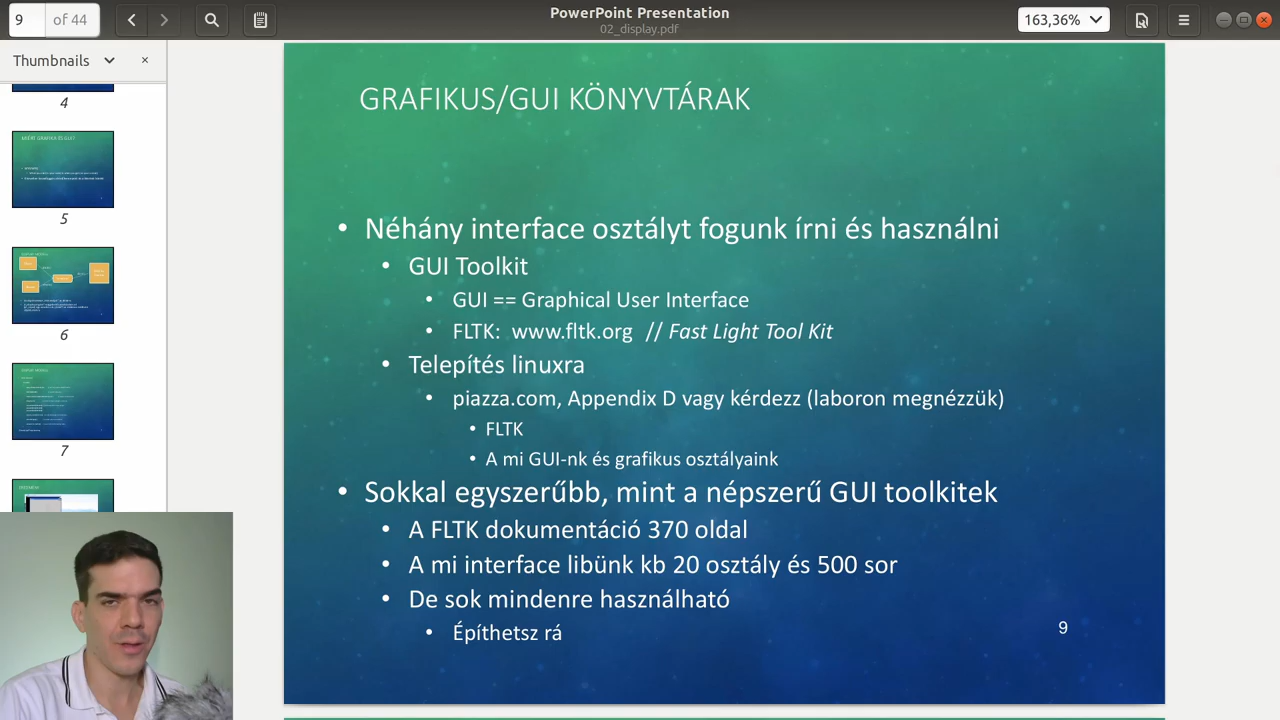 9
of 44
PowerPoint Presentation
02_display.pdf
163,36%
Thumbnails
×
4
5
6
7
GRAFIKUS/GUI KÖNYVTÁRAK
• Néhány interface osztályt fogunk írni és használni
• GUI Toolkit
• GUI == Graphical User Interface
• FLTK: www.fltk.org // Fast Light Tool Kit
• Telepítés linuxra
• piazza.com, Appendix D vagy kérdezz (laboron megnézzük)
• FLTK
• A mi GUI-nk és grafikus osztályaink
• Sokkal egyszerűbb, mint a népszerű GUI toolkitek
• A FLTK dokumentáció 370 oldal
• A mi interface libünk kb 20 osztály és 500 sor
• De sok mindenre használható
• Építhetsz rá
9